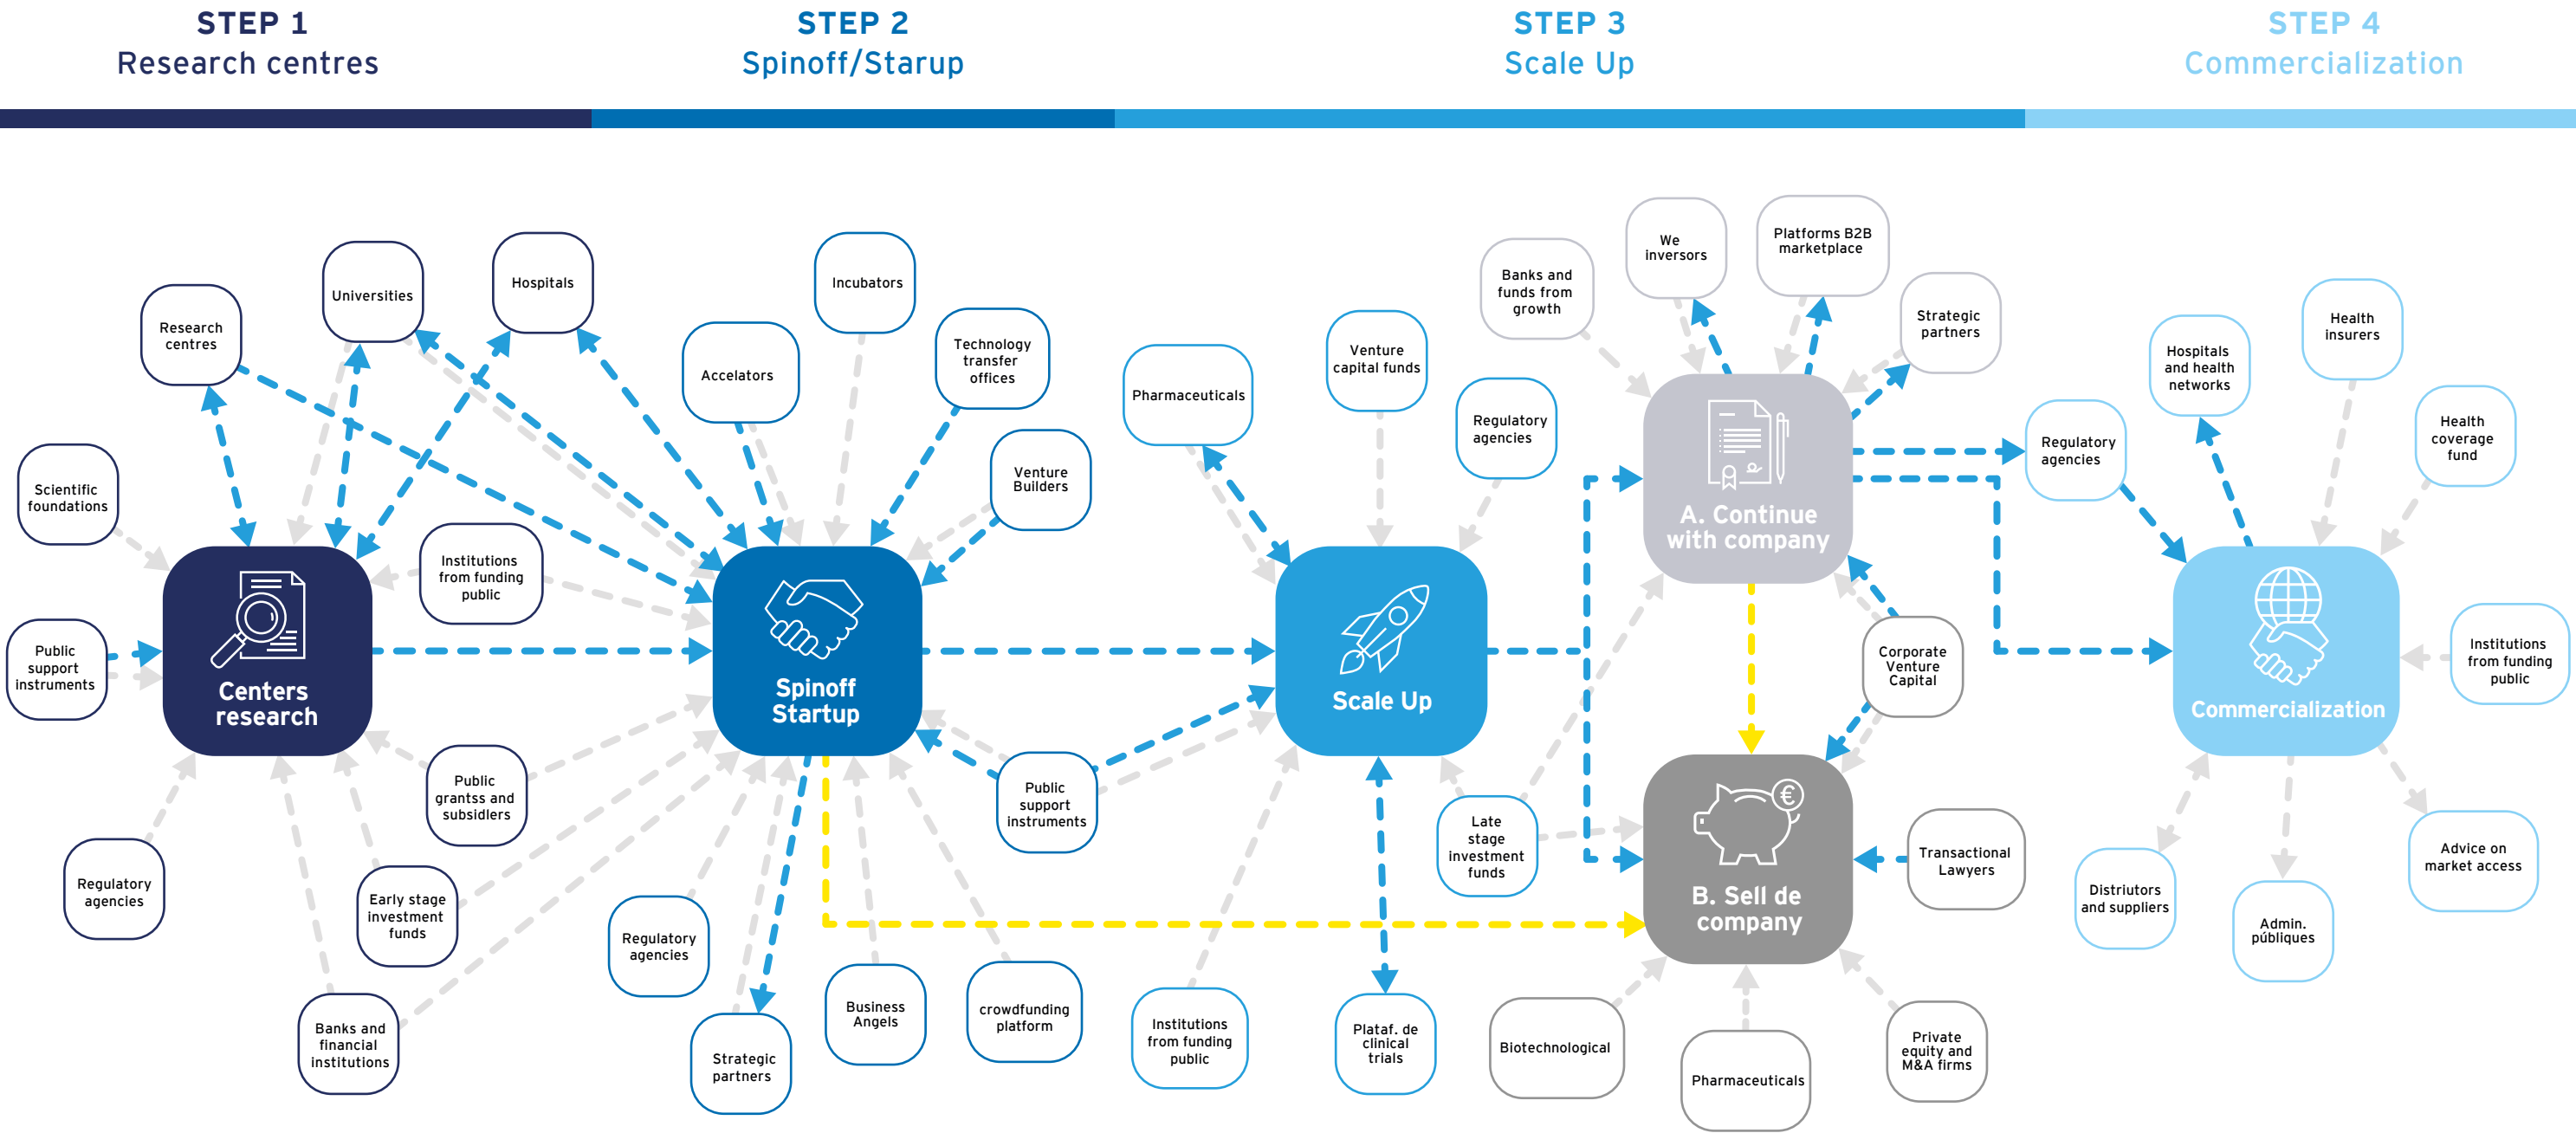 STEP 1
Research centres
STEP 2
Spinoff/Starup
STEP 3
Scale Up
STEP 4
Commercialization
Research
centres
Universities
Hospitals
Scientific
foundations
Institutions
from funding
public
Public
support
instruments
Centers
research
Public
grantss and
subsidlers
Regulatory
agencies
Early stage
investment
funds
Banks and
financial
institutions
Accelators
Incubators
Technology
transfer
offices
Venture
Builders
Spinoff
Startup
Public
support
instruments
Regulatory
agencies
Strategic
partners
Business
Angels
crowdfunding
platform
Pharmaceuticals
Venture
capital funds
Regulatory
agencies
Scale Up
Late
stage
investment
funds
Institutions
from funding
public
Plataf. de
clinical
trials
Banks and
funds from
growth
We
inversors
Platforms B2B
marketplace
Strategic
partners
A. Continue
with company
Corporate
Venture
Capital
€
B. Sell de
company
Transactional
Lawyers
Biotechnological
Pharmaceuticals
Private
equity and
M&A firms
Regulatory
agencies
Hospitals
and health
networks
Health
insurers
Health
coverage
fund
Commercialization
Institutions
from funding
public
Advice on
market access
Distriutors
and suppliers
Admin.
públiques